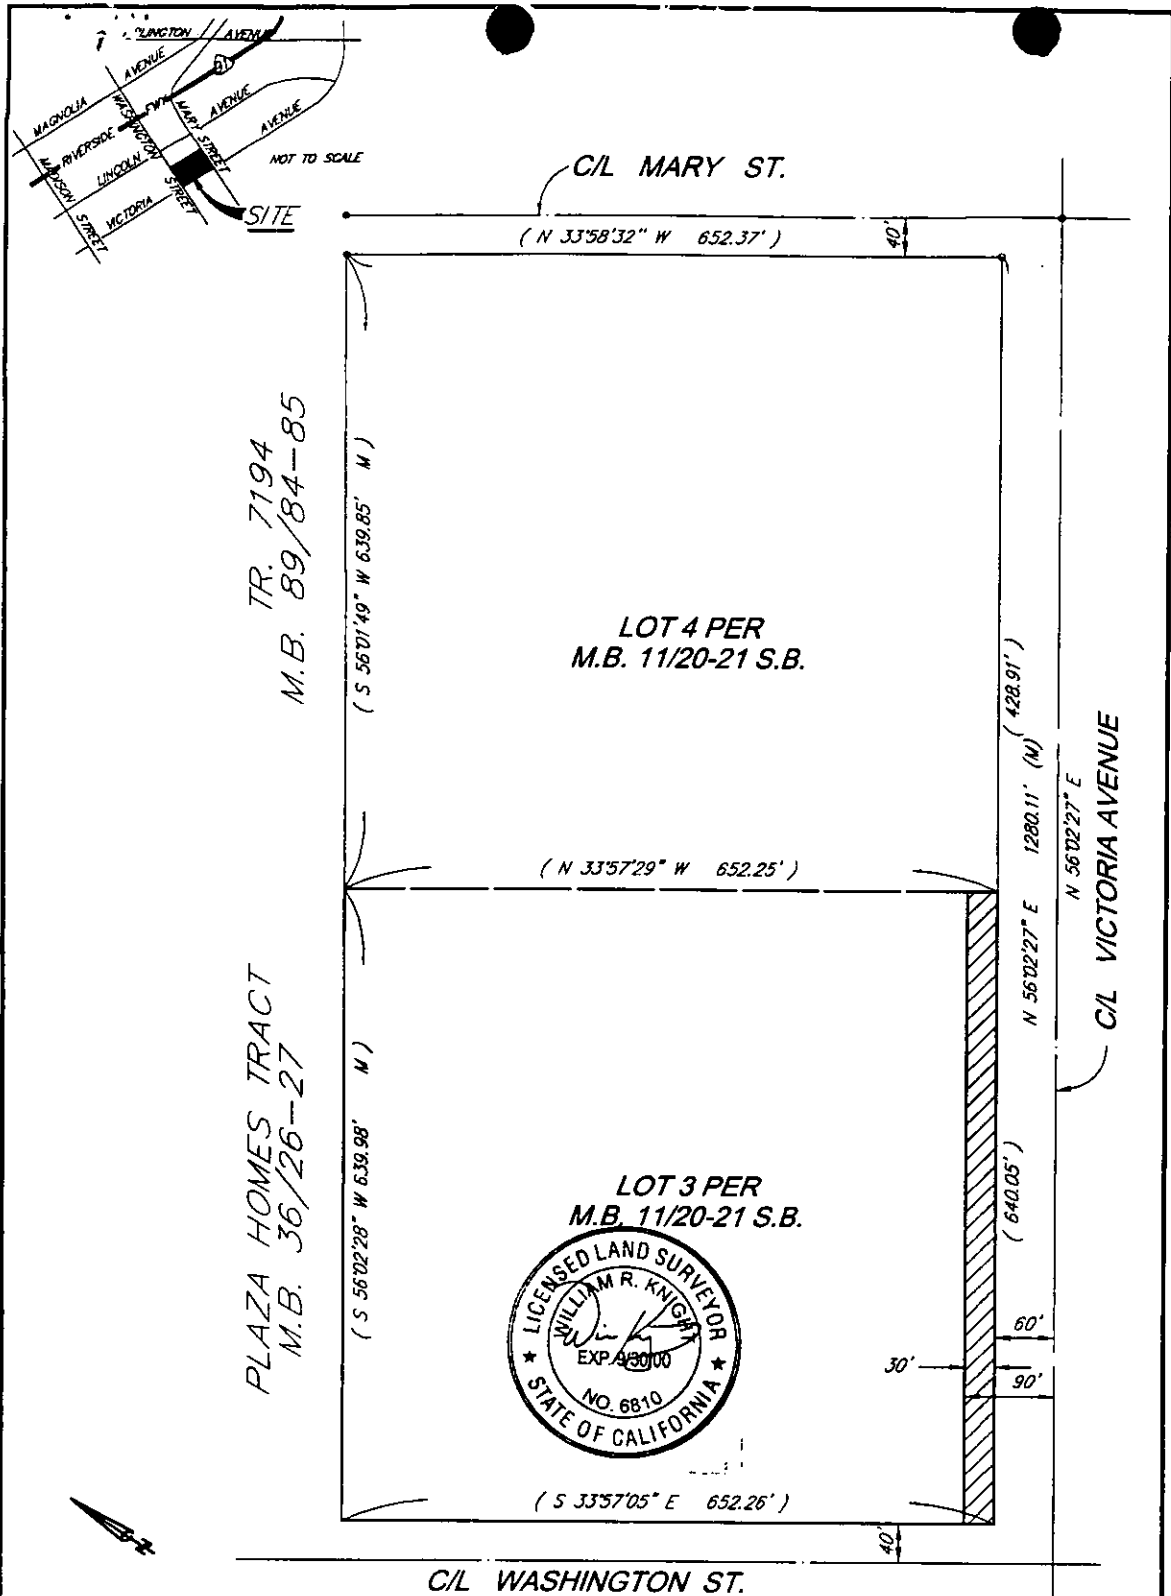 AVENUE
MAGNOLIA
AVENUE
RIVERSIDE
FWY
91
WASHINGTON
STREET
MARY STREET
AVENUE
LINCOLN
AVENUE
MADISON
STREET
VICTORIA
NOT TO SCALE
SITE
C/L MARY ST.
( N 33°58'32" W 652.37' )
40'
TR. 7194
M.B. 89/84-85
( S 56°01'49" W 639.85' M )
LOT 4 PER
M.B. 11/20-21 S.B.
( 428.91' )
N 56°02'27" E 1280.11' (M)
N 56°02'27" E
C/L VICTORIA AVENUE
( N 33°57'29" W 652.25' )
PLAZA HOMES TRACT
M.B. 36/26-27
( S 56°02'28" W 639.98' M )
LOT 3 PER
M.B. 11/20-21 S.B.
( 640.05' )
LICENSED LAND SURVEYOR
WILLIAM R. KNIGHT
EXP. 9/30/00
NO. 6810
STATE OF CALIFORNIA
60'
30'
90'
( S 33°57'05" E 652.26' )
40'
C/L WASHINGTON ST.